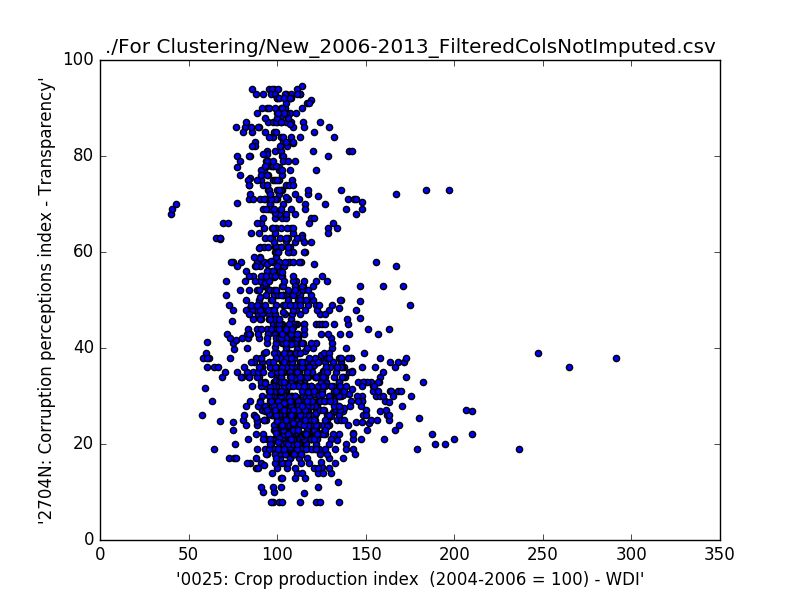 ./For Clustering/New_2006-2013_FilteredColsNotImputed.csv
'2704N: Corruption perceptions index - Transparency'
100
80
60
40
20
0
0 50 100 150 200 250 300 350
'0025: Crop production index  (2004-2006 = 100) - WDI'